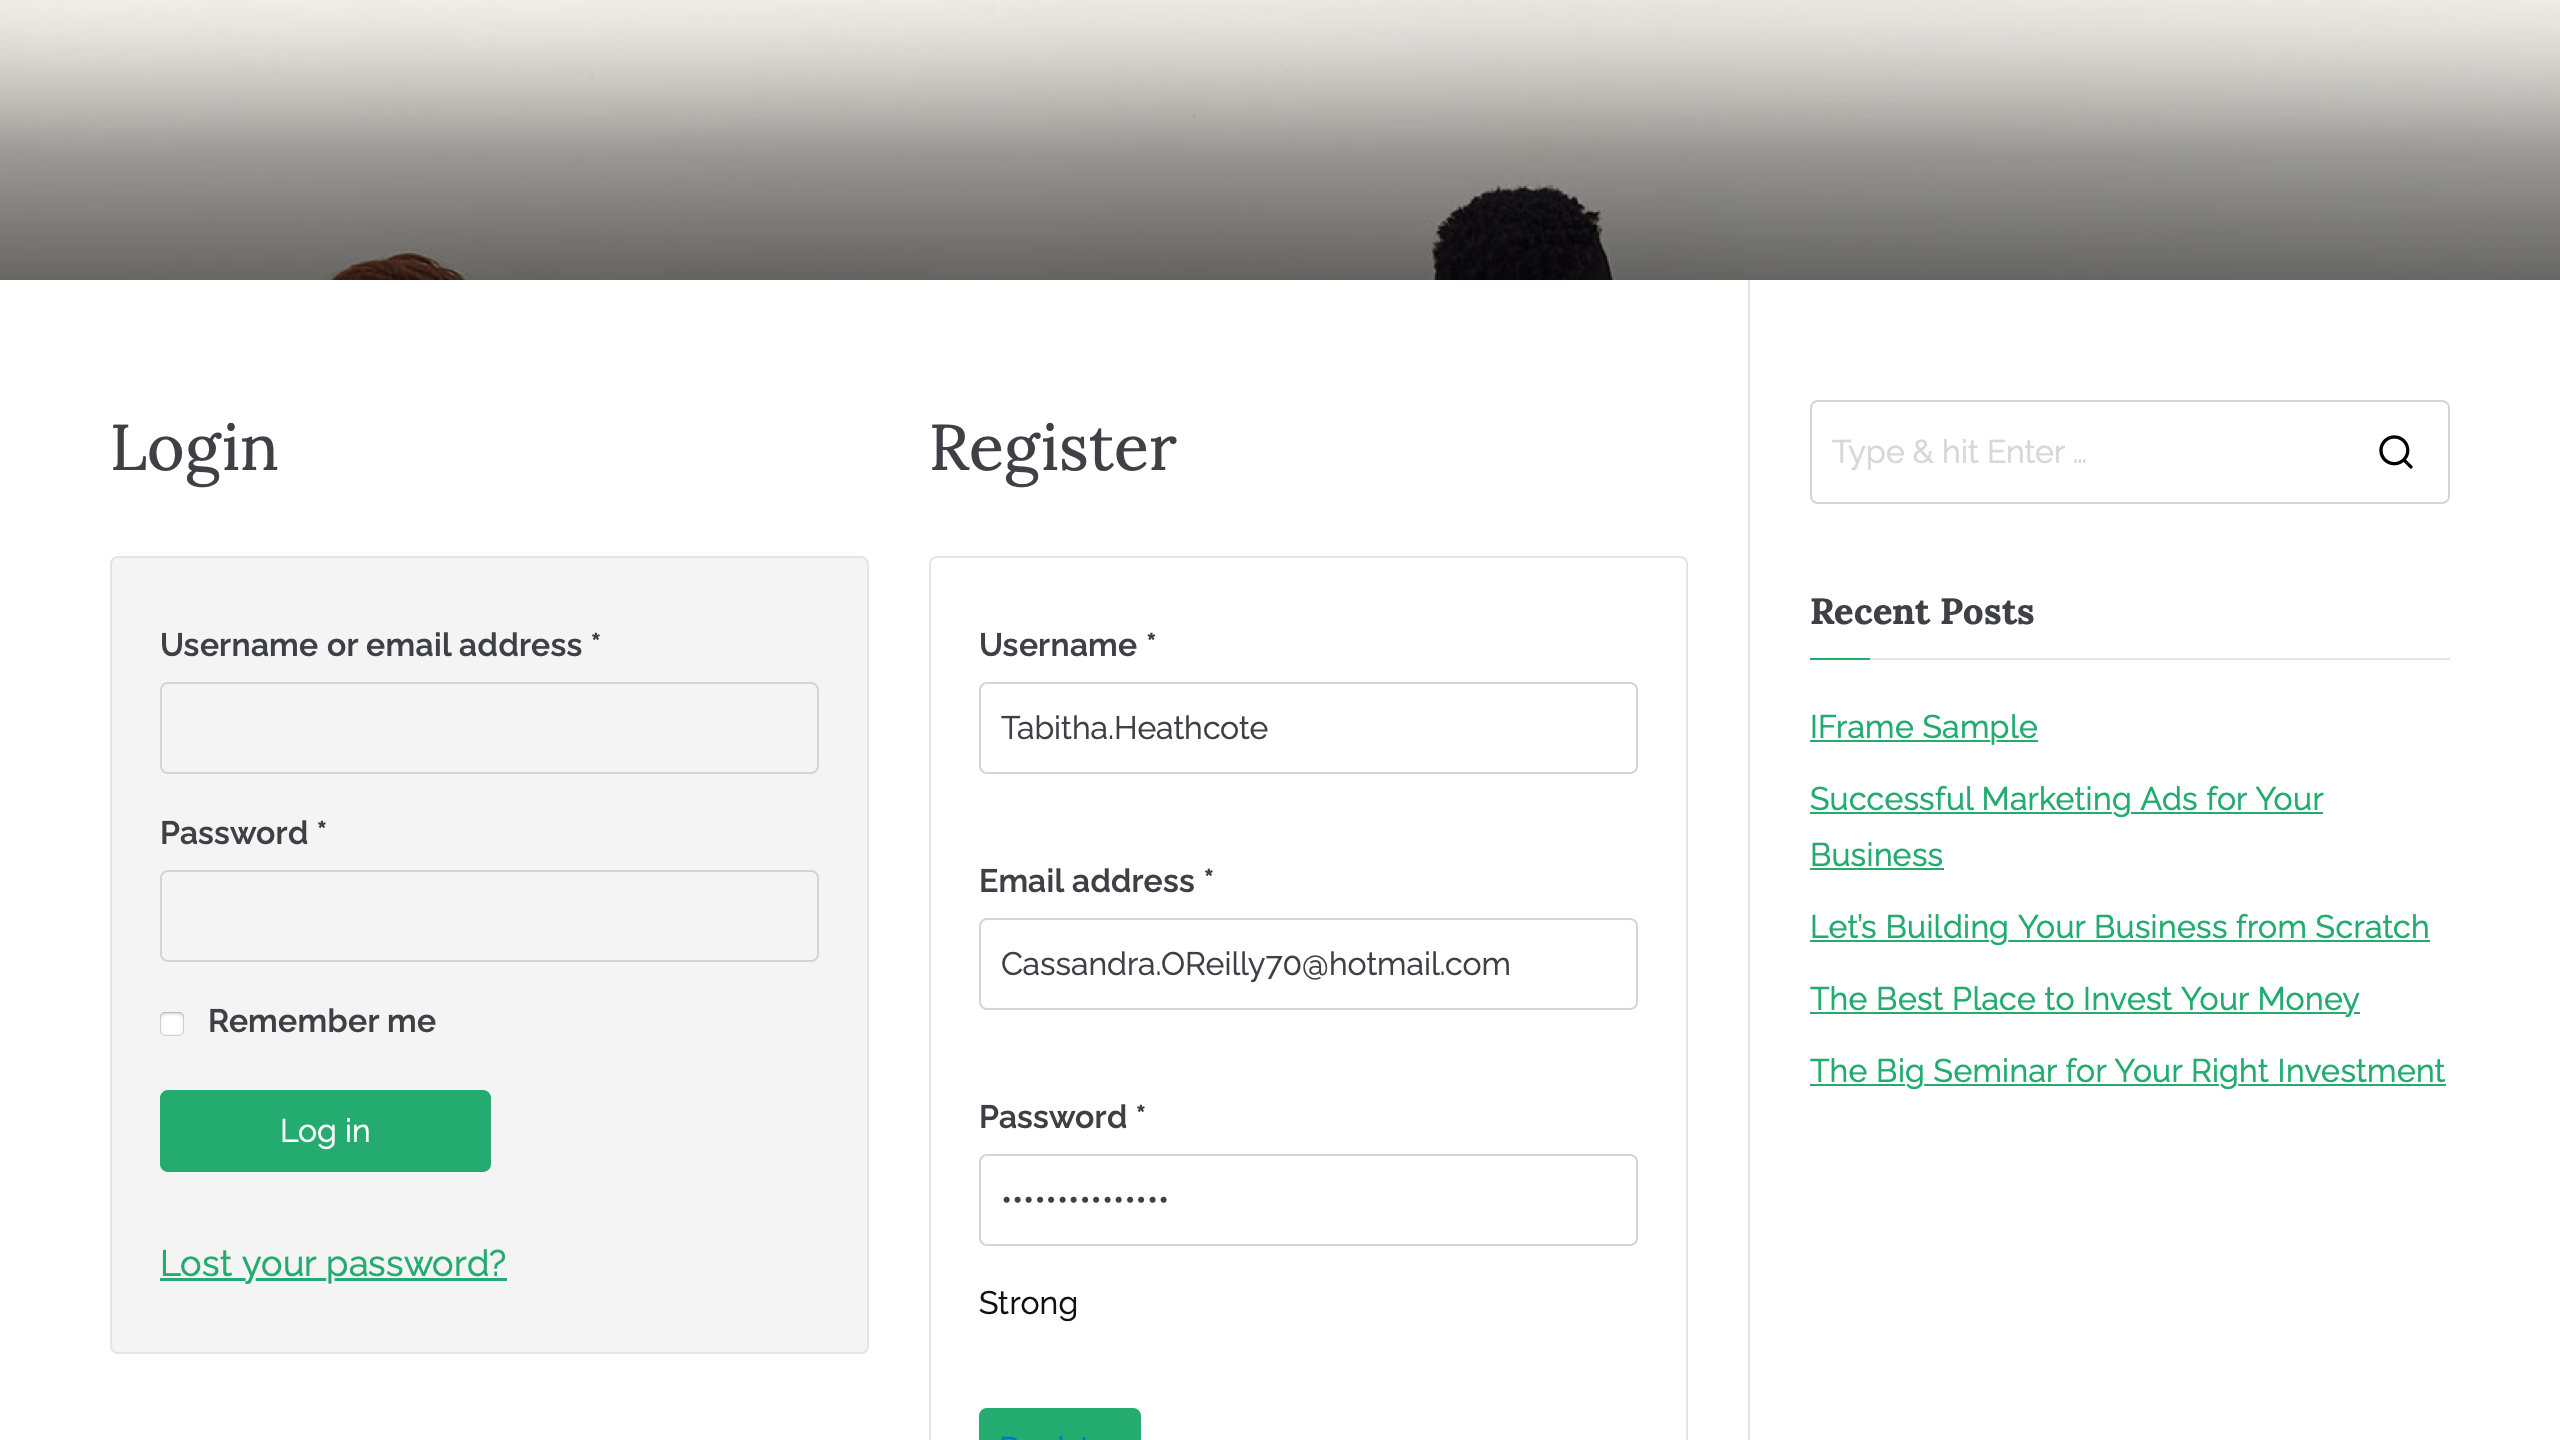 Login
Username or email address *
Password *
Remember me
Log in
Lost your password?
Register
Username *
Tabitha.Heathcote
Email address *
Cassandra.OReilly70@hotmail.com
Password *
•••••••••••••••
Strong
Type & hit Enter …
Recent Posts
IFrame Sample
Successful Marketing Ads for Your
Business
Let’s Building Your Business from Scratch
The Best Place to Invest Your Money
The Big Seminar for Your Right Investment